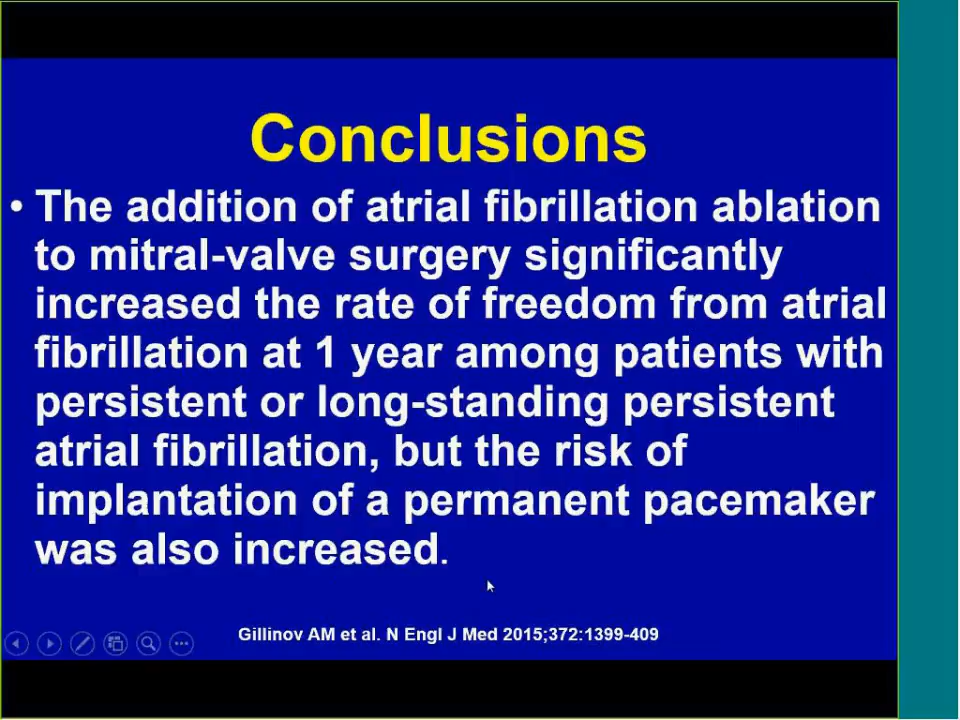 Conclusions
• The addition of atrial fibrillation ablation
to mitral-valve surgery significantly
increased the rate of freedom from atrial
fibrillation at 1 year among patients with
persistent or long-standing persistent
atrial fibrillation, but the risk of
implantation of a permanent pacemaker
was also increased.
Gillinov AM et al. N Engl J Med 2015;372:1399-409